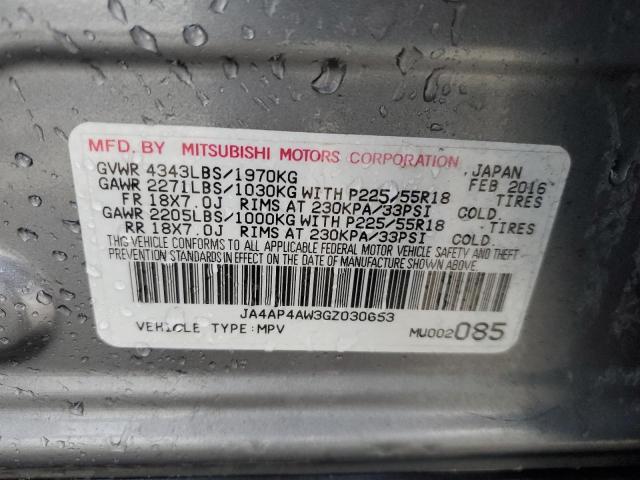 MFD. BY MITSUBISHI MOTORS CORPORATION JAPAN
GVWR 4343LBS/1970KG FEB 2016
GAWR 2271LBS/1030KG WITH P225/55R18 TIRES
FR 18X7.0J RIMS AT 230KPA/33PSI COLD.
GAWR 2205LBS/1000KG WITH P225/55R18 TIRES
RR 18X7.0J RIMS AT 230KPA/33PSI COLD.
THIS VEHICLE CONFORMS TO ALL APPLICABLE FEDERAL MOTOR VEHICLE SAFETY AND THEFT
PREVENTION STANDARDS IN EFFECT ON THE DATE OF MANUFACTURE SHOWN ABOVE.
JA4AP4AW3GZ030653
VEHICLE TYPE:MPV MU002085